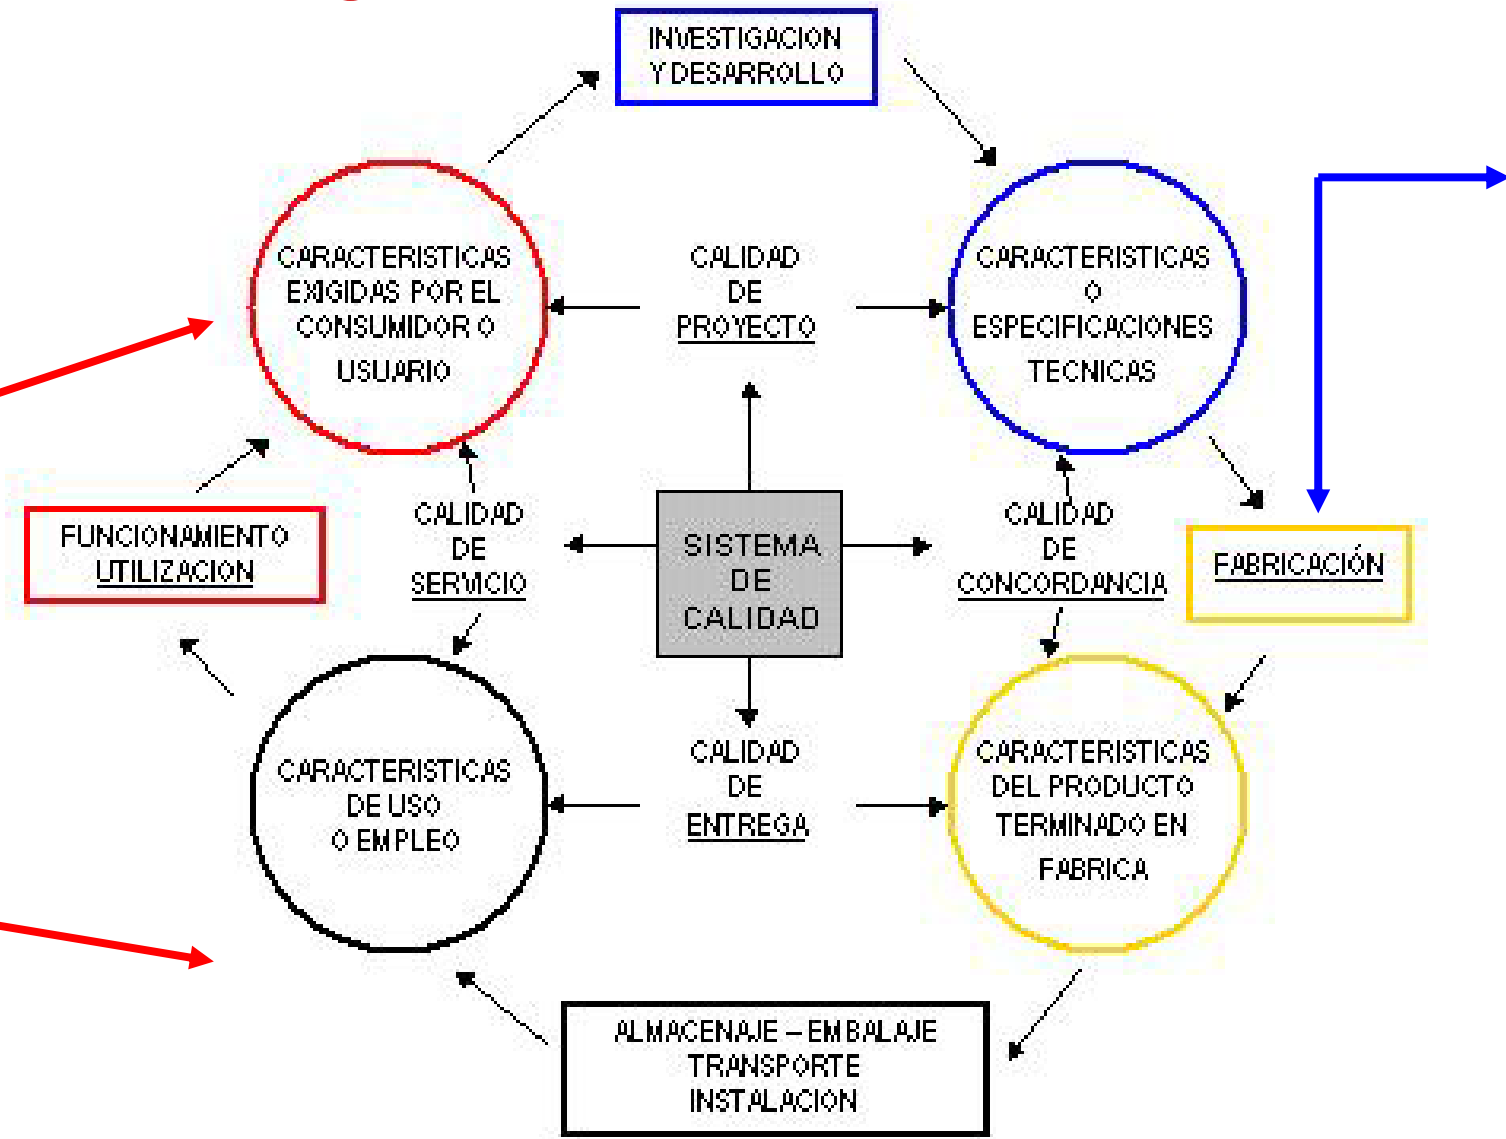 INVESTIGACION
Y DESARROLLO
CARACTERISTICAS
EXIGIDAS POR EL
CONSUMIDOR O
USUARIO
CALIDAD
DE
PROYECTO
CARACTERISTICAS
O
ESPECIFICACIONES
TECNICAS
FUNCIONAMIENTO
UTILIZACION
CALIDAD
DE
SERVICIO
SISTEMA
DE
CALIDAD
CALIDAD
DE
CONCORDANCIA
FABRICACIÓN
CARACTERISTICAS
DE USO
O EMPLEO
CALIDAD
DE
ENTREGA
CARACTERISTICAS
DEL PRODUCTO
TERMINADO EN
FABRICA
ALMACENAJE – EMBALAJE
TRANSPORTE
INSTALACION